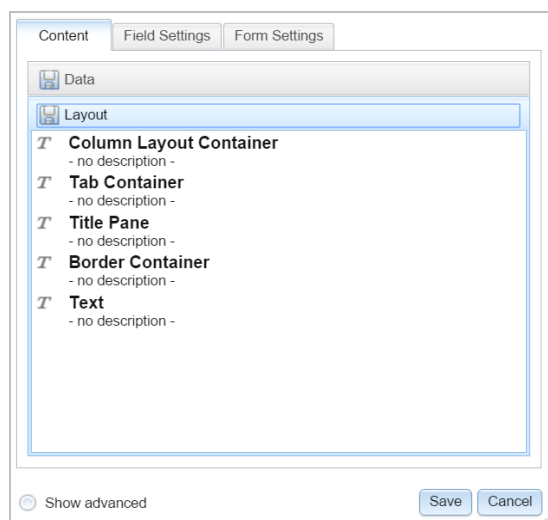 Content Field Settings Form Settings
Data
Layout
T Column Layout Container
- no description -
T Tab Container
- no description -
T Title Pane
- no description -
T Border Container
- no description -
T Text
- no description -
Show advanced Save Cancel